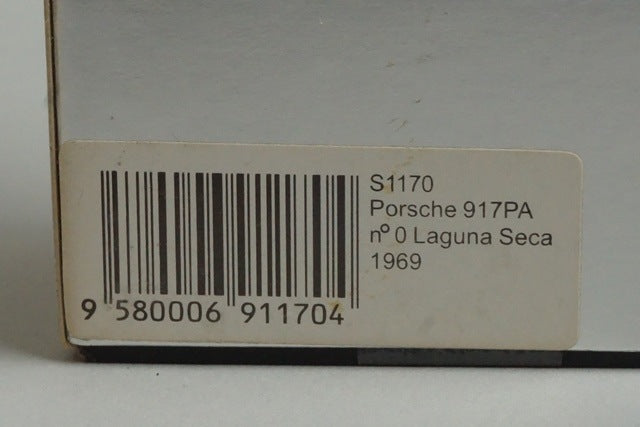 S1170
Porsche 917PA
nº 0 Laguna Seca
1969
9 580006 911704